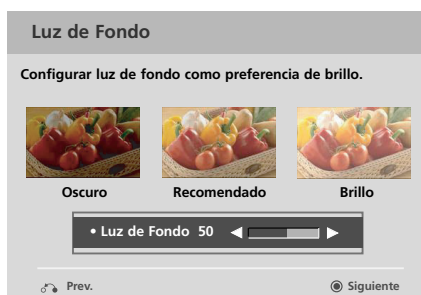 Luz de Fondo
Configurar luz de fondo como preferencia de brillo.
Oscuro Recomendado Brillo
• Luz de Fondo 50 ◀ ▶
Prev. Siguiente